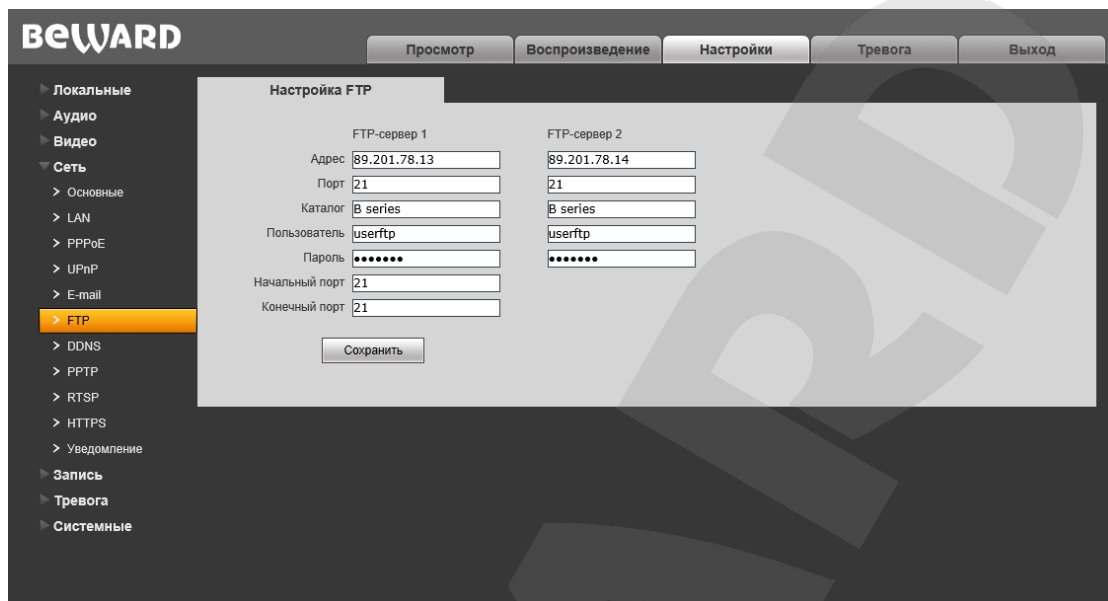 BEWARD
Просмотр Воспроизведение Настройки Тревога Выход
Локальные
Аудио
Видео
Сеть
> Основные
> LAN
> PPPoE
> UPnP
> E-mail
> FTP
> DDNS
> PPTP
> RTSP
> HTTPS
> Уведомление
Запись
Тревога
Системные
Настройка FTP
FTP-сервер 1 FTP-сервер 2
Адрес 89.201.78.13 89.201.78.14
Порт 21 21
Каталог B series B series
Пользователь userftp userftp
Пароль ••••••• •••••••
Начальный порт 21
Конечный порт 21
Сохранить